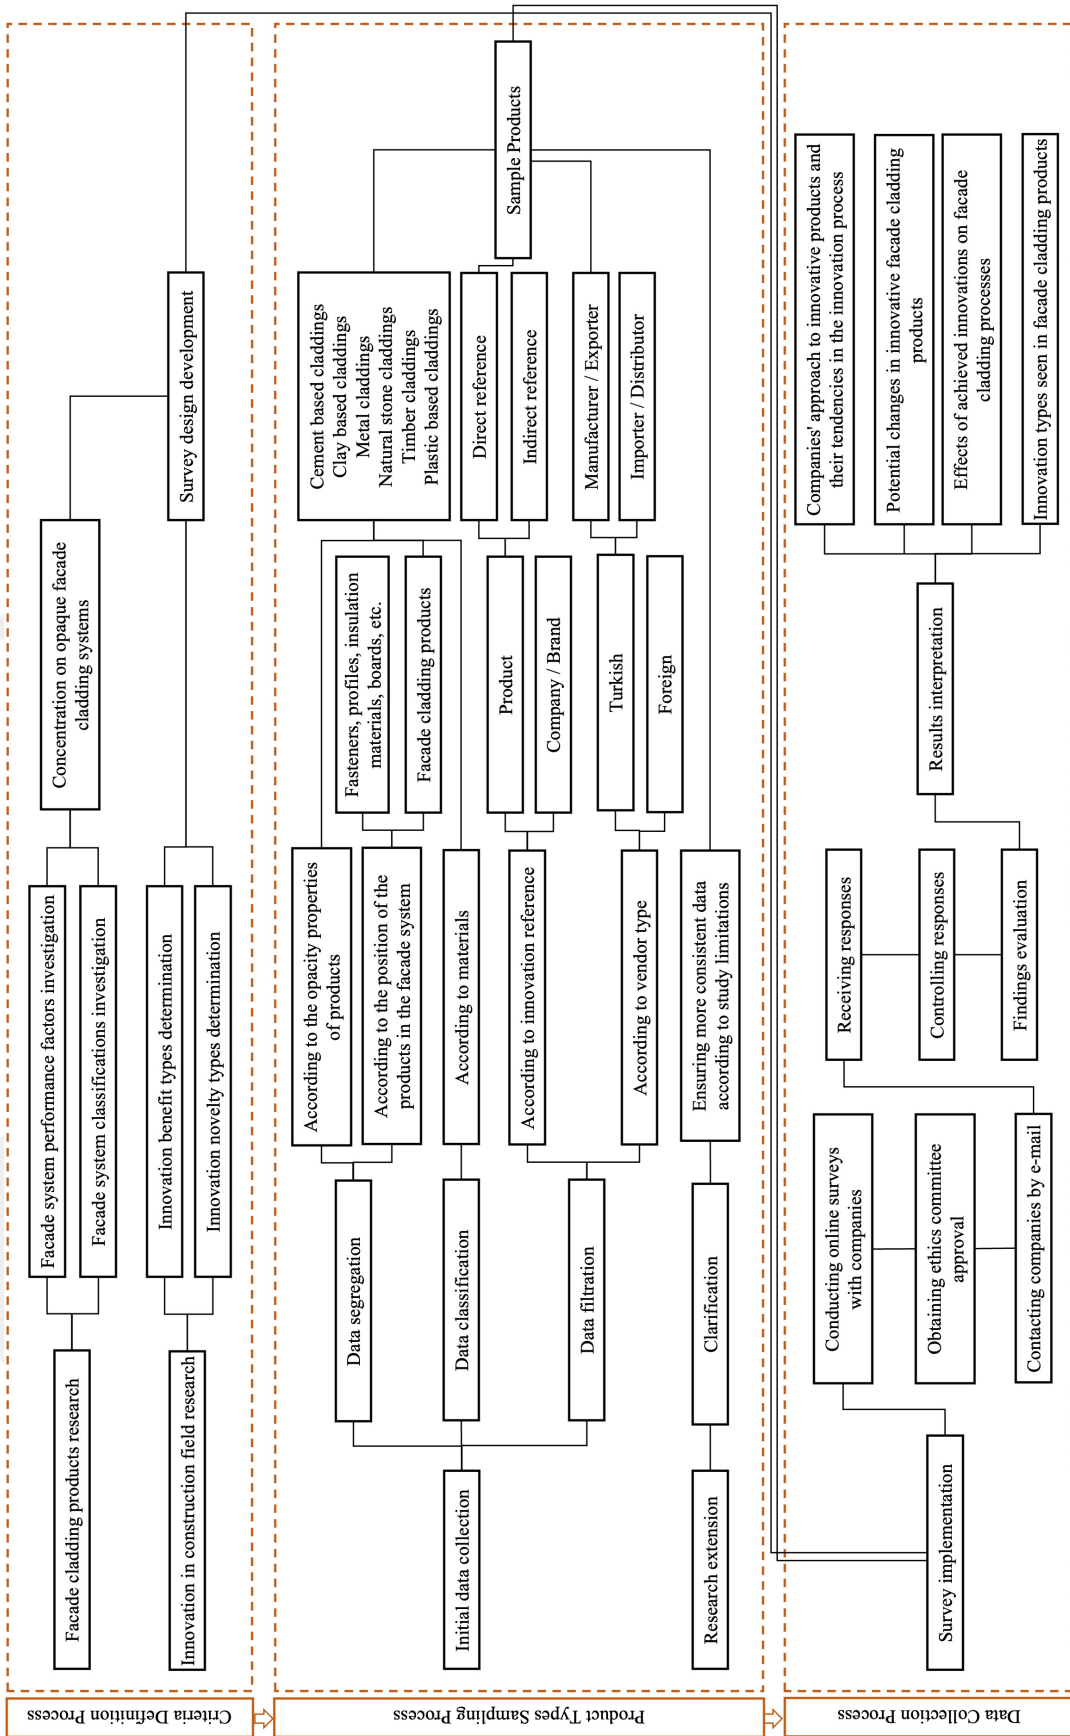 Criteria Definition Process
Facade cladding products research
Innovation in construction field research
Facade system performance factors investigation
Facade system classifications investigation
Innovation benefit types determination
Innovation novelty types determination
Concentration on opaque facade
cladding systems
Survey design development
Product Types Sampling Process
Initial data collection
Research extension
Data segregation
Data classification
Data filtration
Clarification
According to the opacity properties
of products
According to the position of the
products in the facade system
According to materials
According to innovation reference
According to vendor type
Ensuring more consistent data
according to study limitations
Fasteners, profiles, insulation
materials, boards, etc.
Facade cladding products
Product
Company / Brand
Turkish
Foreign
Cement based claddings
Clay based claddings
Metal claddings
Natural stone claddings
Timber claddings
Plastic based claddings
Direct reference
Indirect reference
Manufacturer / Exporter
Importer / Distributor
Sample Products
Data Collection Process
Survey implementation
Conducting online surveys
with companies
Obtaining ethics committee
approval
Contacting companies by e-mail
Receiving responses
Controlling responses
Findings evaluation
Results interpretation
Companies' approach to innovative products and
their tendencies in the innovation process
Potential changes in innovative facade cladding
products
Effects of achieved innovations on facade
cladding processes
Innovation types seen in facade cladding products